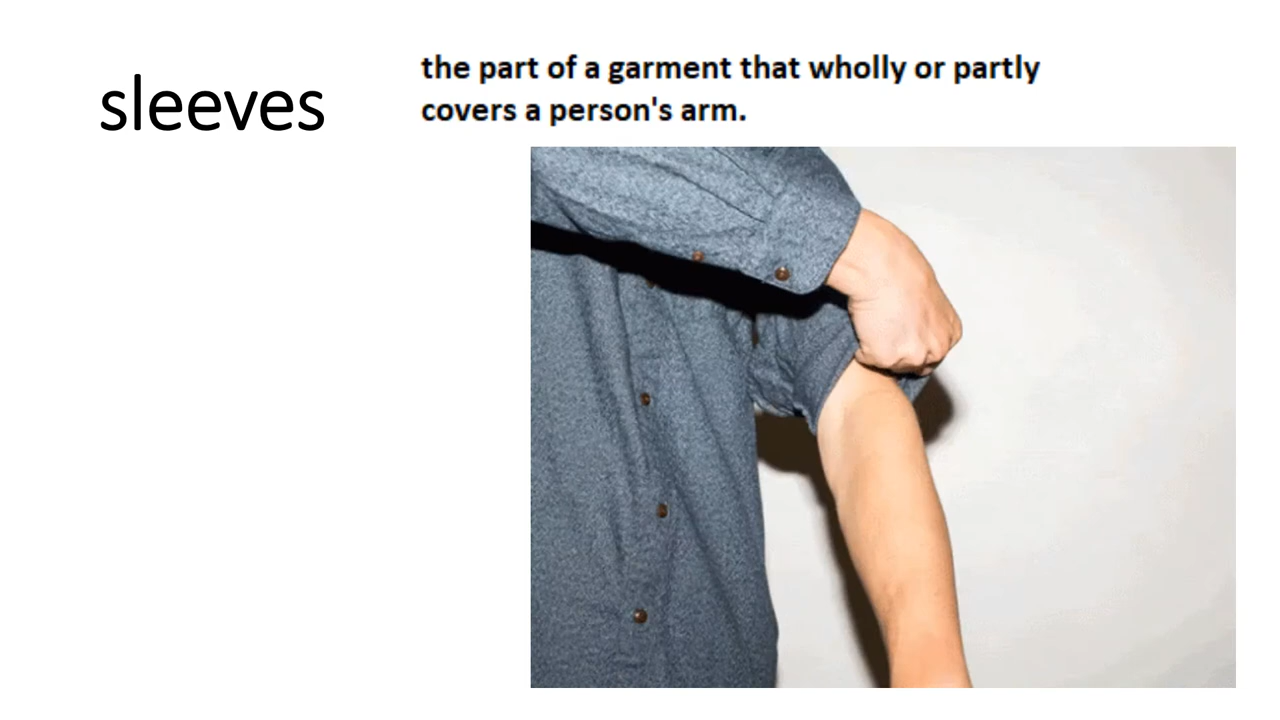 sleeves
the part of a garment that wholly or partly
covers a person's arm.